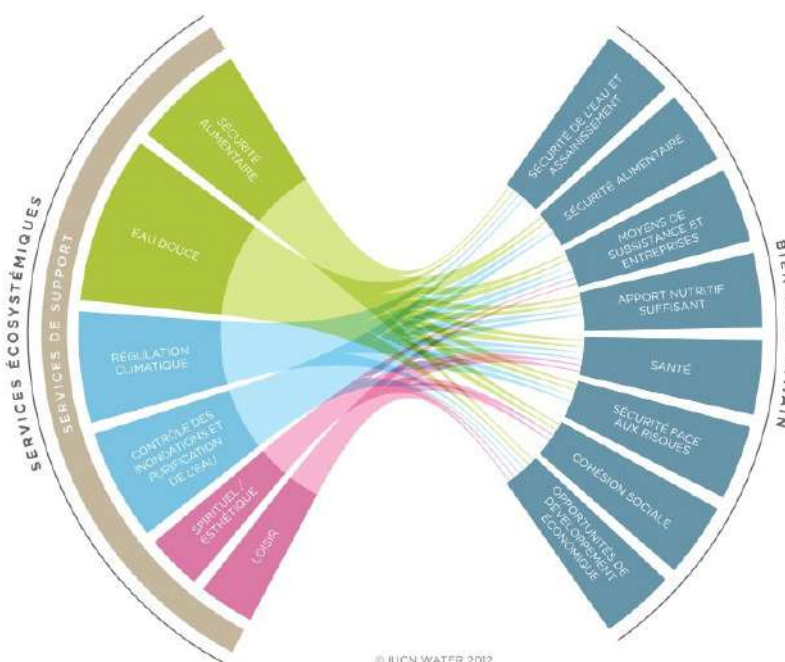 SERVICES ÉCOSYSTÉMIQUES
SERVICES DE SUPPORT
SÉCURITÉ
ALIMENTAIRE
EAU DOUCE
RÉGULATION
CLIMATIQUE
CONTRÔLE DES
INONDATIONS ET
PURIFICATION
DE L'EAU
SPIRITUEL /
ESTHÉTIQUE
LOISIR
SÉCURITÉ DE L'EAU ET
ASSAINISSEMENT
SÉCURITÉ ALIMENTAIRE
MOYENS DE
SUBSISTANCE ET
ENTREPRISES
APPORT NUTRITIF
SUFFISANT
SANTÉ
SÉCURITÉ FACE
AUX RISQUES
COHÉSION SOCIALE
OPPORTUNITÉS DE
DÉVELOPPEMENT
ÉCONOMIQUE
© IUCN WATER 2012